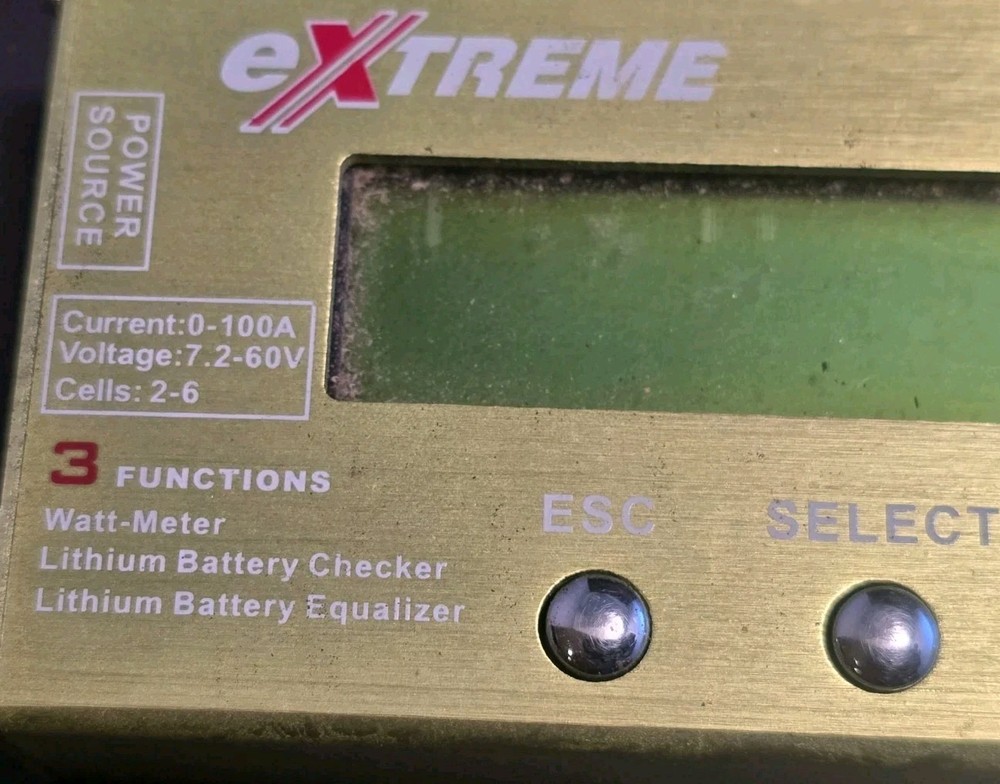 eXTREME
POWER
SOURCE
Current:0-100A
Voltage:7.2-60V
Cells: 2-6
3 FUNCTIONS
Watt-Meter
Lithium Battery Checker
Lithium Battery Equalizer
ESC
SELECT